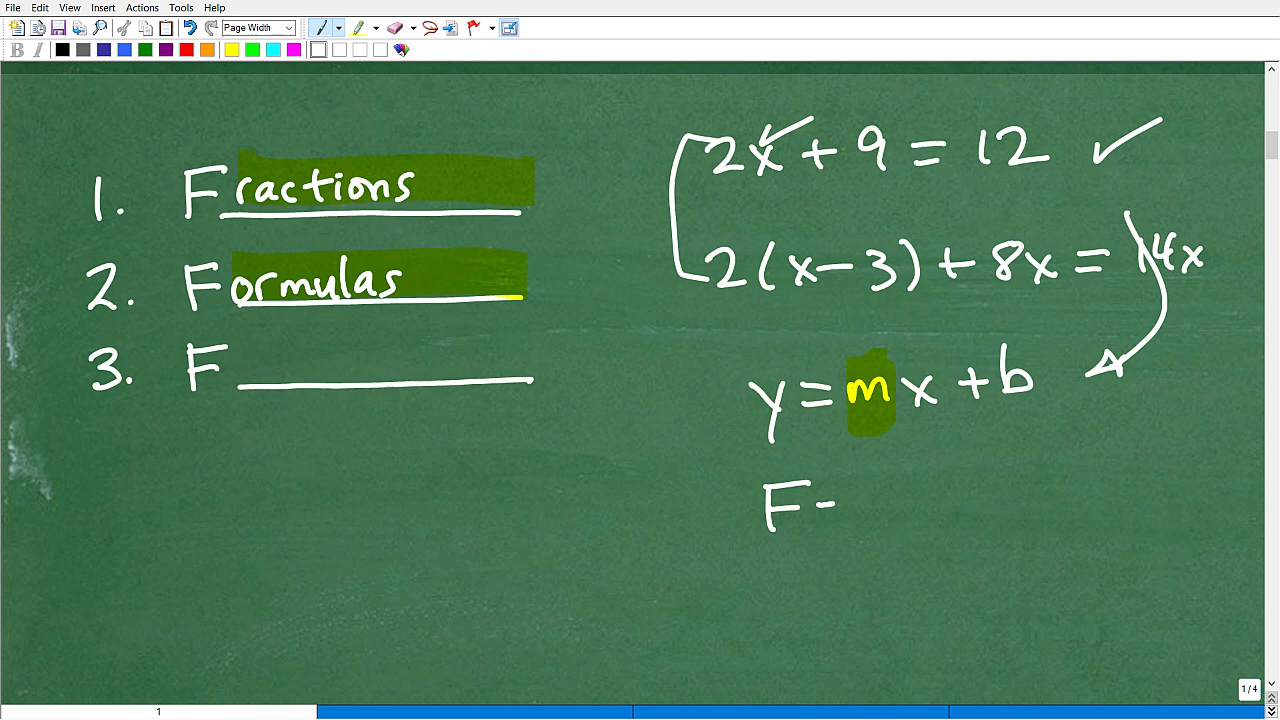 File Edit View Insert Actions Tools Help
Page Width
B I
1. Fractions
2. Formulas
3. F
2x + 9 = 12
2(x-3) + 8x = 14x
y = mx + b
F-
1/4
1